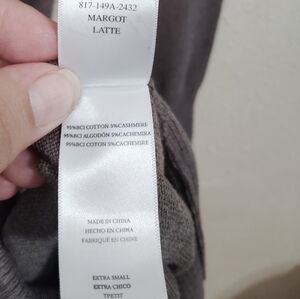 817-149A-2432
MARGOT
LATTE
95%BCI COTTON 5%CASHMERE
95%BCI ALGODÓN 5%CACHEMIRA
95%BCI COTON 5%CACHEMIRE
MADE IN CHINA
HECHO EN CHINA
FABRIQUÉ EN CHINE
EXTRA SMALL
EXTRA CHICO
TPETIT